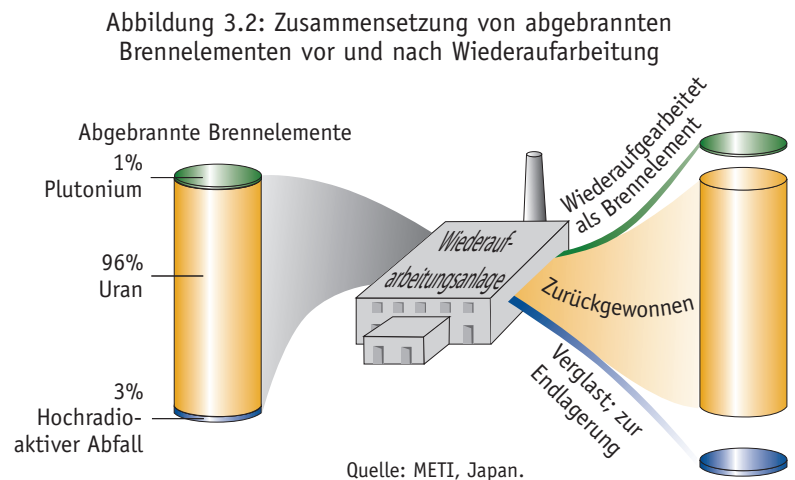 Abbildung 3.2: Zusammensetzung von abgebrannten
Brennelementen vor und nach Wiederaufarbeitung
Abgebrannte Brennelemente
1%
Plutonium
96%
Uran
3%
Hochradio-
aktiver Abfall
Wiederauf-
arbeitungsanlage
Wiederaufgearbeitet
als Brennelement
Zurückgewonnen
Verglast; zur
Endlagerung
Quelle: METI, Japan.